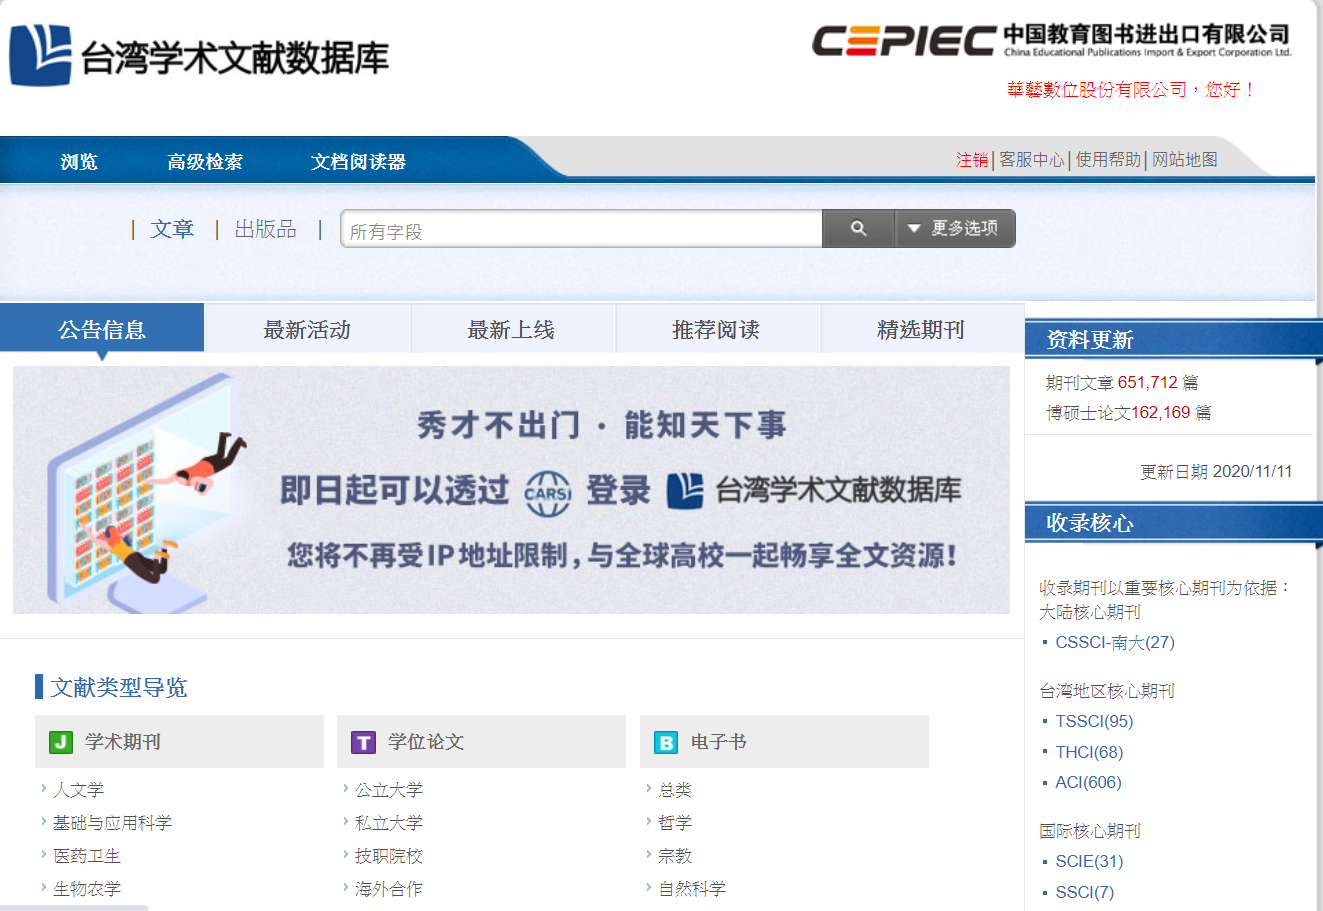 台湾学术文献数据库
CEPIEC 中国教育图书进出口有限公司
China Educational Publications Import & Export Corporation Ltd.
華藝數位股份有限公司，您好！
浏览
高级检索
文档阅读器
注销| 客服中心| 使用帮助| 网站地图
| 文章 | 出版品 |
所有字段
更多选项
公告信息
最新活动
最新上线
推荐阅读
精选期刊
秀才不出门 · 能知天下事
即日起可以透过 CARSI 登录 台湾学术文献数据库
您将不再受IP地址限制，与全球高校一起畅享全文资源！
文献类型导览
J 学术期刊
人文学
基础与应用科学
医药卫生
生物农学
T 学位论文
公立大学
私立大学
技职院校
海外合作
B 电子书
总类
哲学
宗教
自然科学
资料更新
期刊文章 651,712 篇
博硕士论文162,169 篇
更新日期 2020/11/11
收录核心
收录期刊以重要核心期刊为依据：
大陆核心期刊
CSSCI-南大(27)
台湾地区核心期刊
TSSCI(95)
THCI(68)
ACI(606)
国际核心期刊
SCIE(31)
SSCI(7)